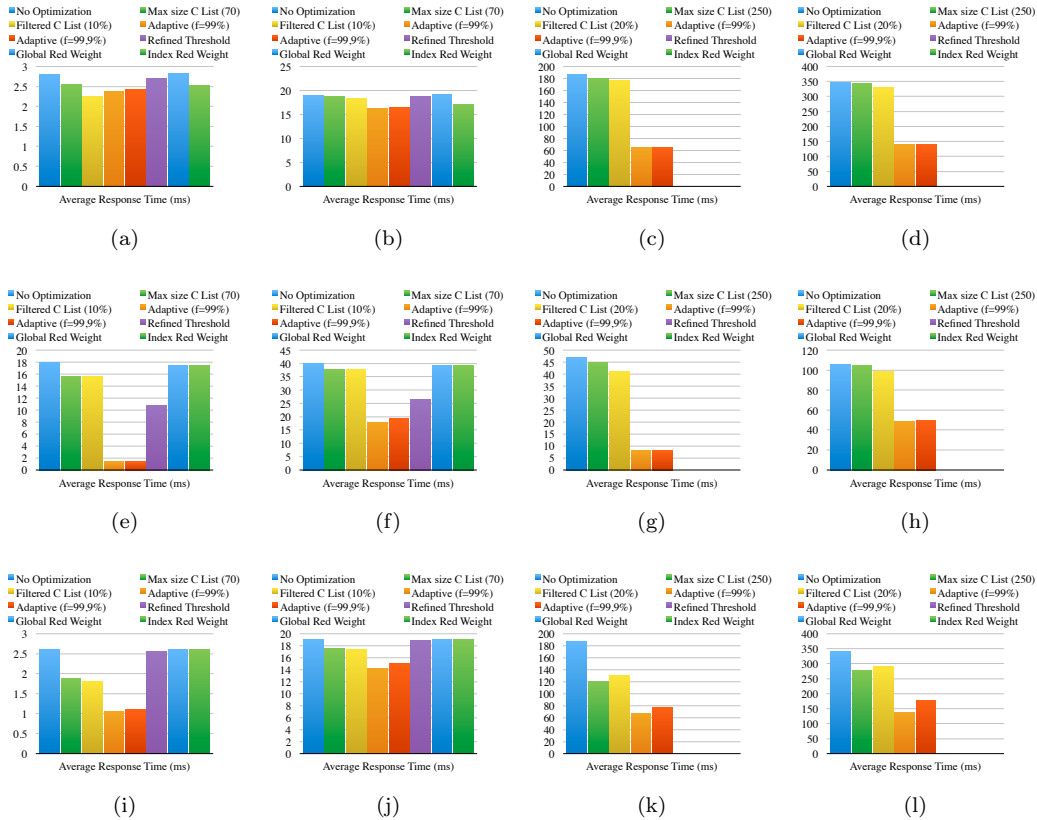 No Optimization Max size C List (70)
Filtered C List (10%) Adaptive (f=99%)
Adaptive (f=99,9%) Refined Threshold
Global Red Weight Index Red Weight
3
2.5
2
1.5
1
0.5
0
Average Response Time (ms)
(a)
No Optimization Max size C List (70)
Filtered C List (10%) Adaptive (f=99%)
Adaptive (f=99,9%) Refined Threshold
Global Red Weight Index Red Weight
25
20
15
10
5
0
Average Response Time (ms)
(b)
No Optimization Max size C List (250)
Filtered C List (20%) Adaptive (f=99%)
Adaptive (f=99,9%) Refined Threshold
Global Red Weight Index Red Weight
200
180
160
140
120
100
80
60
40
20
0
Average Response Time (ms)
(c)
No Optimization Max size C List (250)
Filtered C List (20%) Adaptive (f=99%)
Adaptive (f=99,9%) Refined Threshold
Global Red Weight Index Red Weight
400
350
300
250
200
150
100
50
0
Average Response Time (ms)
(d)
No Optimization Max size C List (70)
Filtered C List (10%) Adaptive (f=99%)
Adaptive (f=99,9%) Refined Threshold
Global Red Weight Index Red Weight
20
18
16
14
12
10
8
6
4
2
0
Average Response Time (ms)
(e)
No Optimization Max size C List (70)
Filtered C List (10%) Adaptive (f=99%)
Adaptive (f=99,9%) Refined Threshold
Global Red Weight Index Red Weight
45
40
35
30
25
20
15
10
5
0
Average Response Time (ms)
(f)
No Optimization Max size C List (250)
Filtered C List (20%) Adaptive (f=99%)
Adaptive (f=99,9%) Refined Threshold
Global Red Weight Index Red Weight
50
45
40
35
30
25
20
15
10
5
0
Average Response Time (ms)
(g)
No Optimization Max size C List (250)
Filtered C List (20%) Adaptive (f=99%)
Adaptive (f=99,9%) Refined Threshold
Global Red Weight Index Red Weight
120
100
80
60
40
20
0
Average Response Time (ms)
(h)
No Optimization Max size C List (70)
Filtered C List (10%) Adaptive (f=99%)
Adaptive (f=99,9%) Refined Threshold
Global Red Weight Index Red Weight
3
2.5
2
1.5
1
0.5
0
Average Response Time (ms)
(i)
No Optimization Max size C List (70)
Filtered C List (10%) Adaptive (f=99%)
Adaptive (f=99,9%) Refined Threshold
Global Red Weight Index Red Weight
20
18
16
14
12
10
8
6
4
2
0
Average Response Time (ms)
(j)
No Optimization Max size C List (250)
Filtered C List (20%) Adaptive (f=99%)
Adaptive (f=99,9%) Refined Threshold
Global Red Weight Index Red Weight
200
180
160
140
120
100
80
60
40
20
0
Average Response Time (ms)
(k)
No Optimization Max size C List (250)
Filtered C List (20%) Adaptive (f=99%)
Adaptive (f=99,9%) Refined Threshold
Global Red Weight Index Red Weight
400
350
300
250
200
150
100
50
0
Average Response Time (ms)
(l)